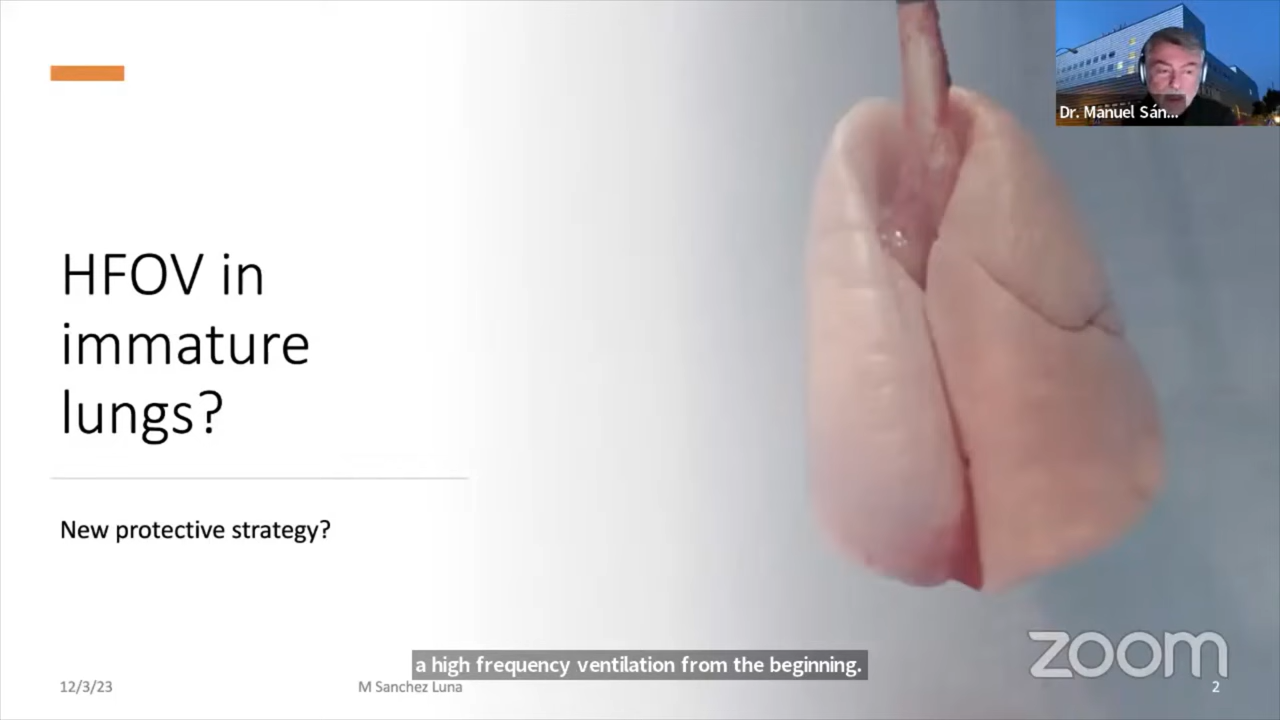 Dr. Manuel Sán...
HFOV in
immature
lungs?
New protective strategy?
a high frequency ventilation from the beginning.
zoom
12/3/23
M Sanchez Luna
2